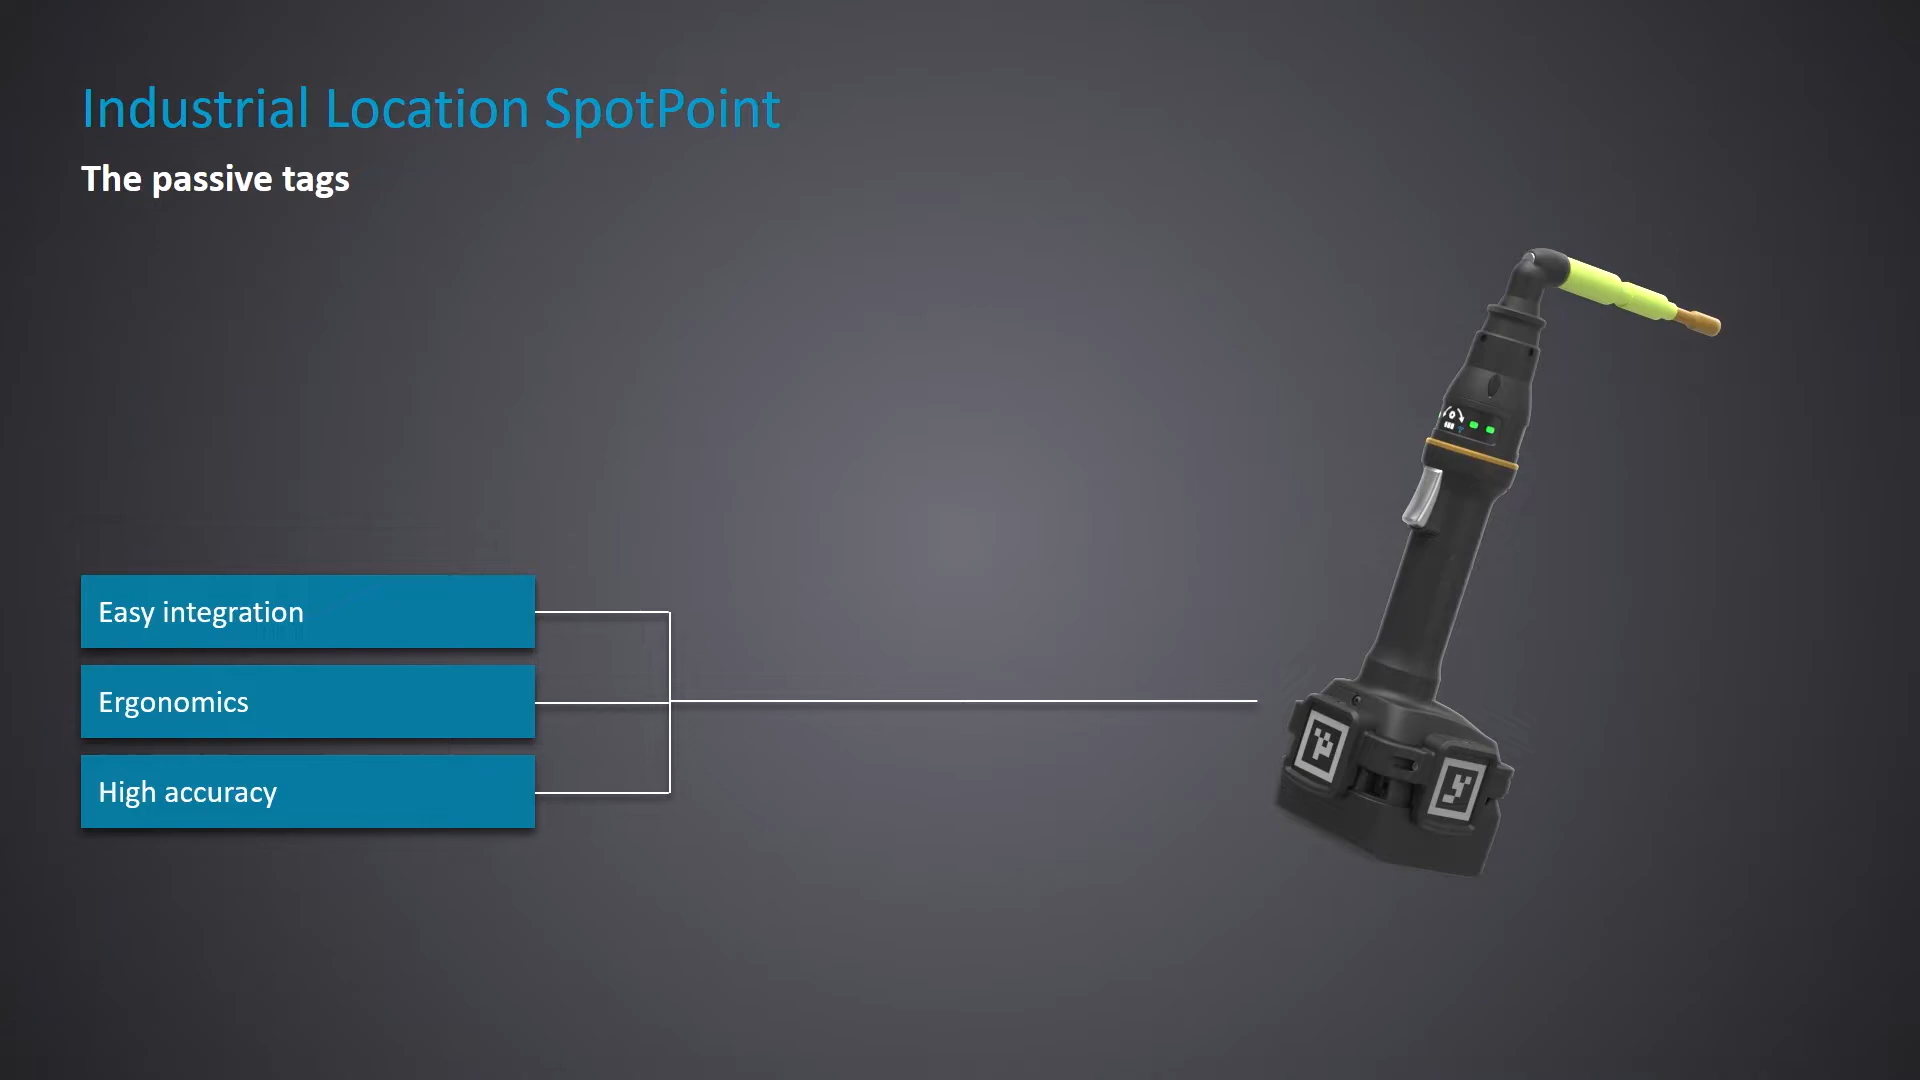 Industrial Location SpotPoint
The passive tags
Easy integration
Ergonomics
High accuracy